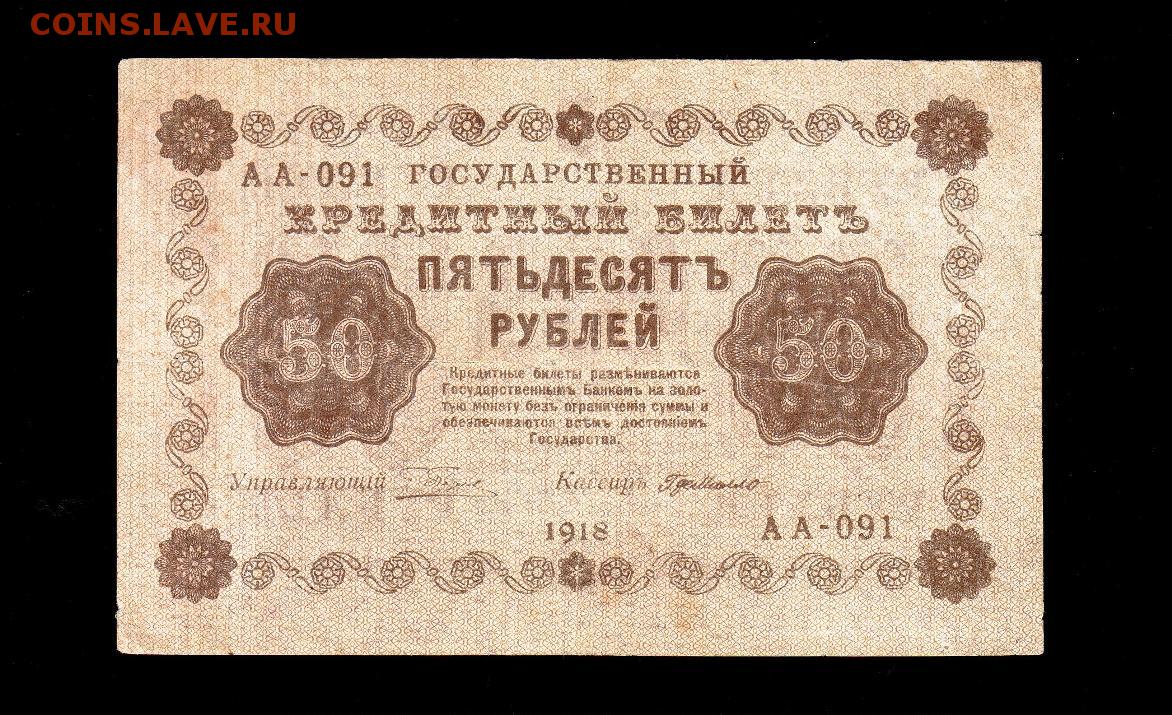 COINS.LAVE.RU
АА-091 ГОСУДАРСТВЕННЫЙ
КРЕДИТНЫЙ БИЛЕТЪ
ПЯТЬДЕСЯТЪ
РУБЛЕЙ
50
50
Кредитные билеты размѣниваются
Государственнымъ Банкомъ на золо-
тую монету безъ ограниченія суммы и
обезпечиваются всѣмъ достояніемъ
Государства.
Управляющій
Кассиръ
1918
АА-091